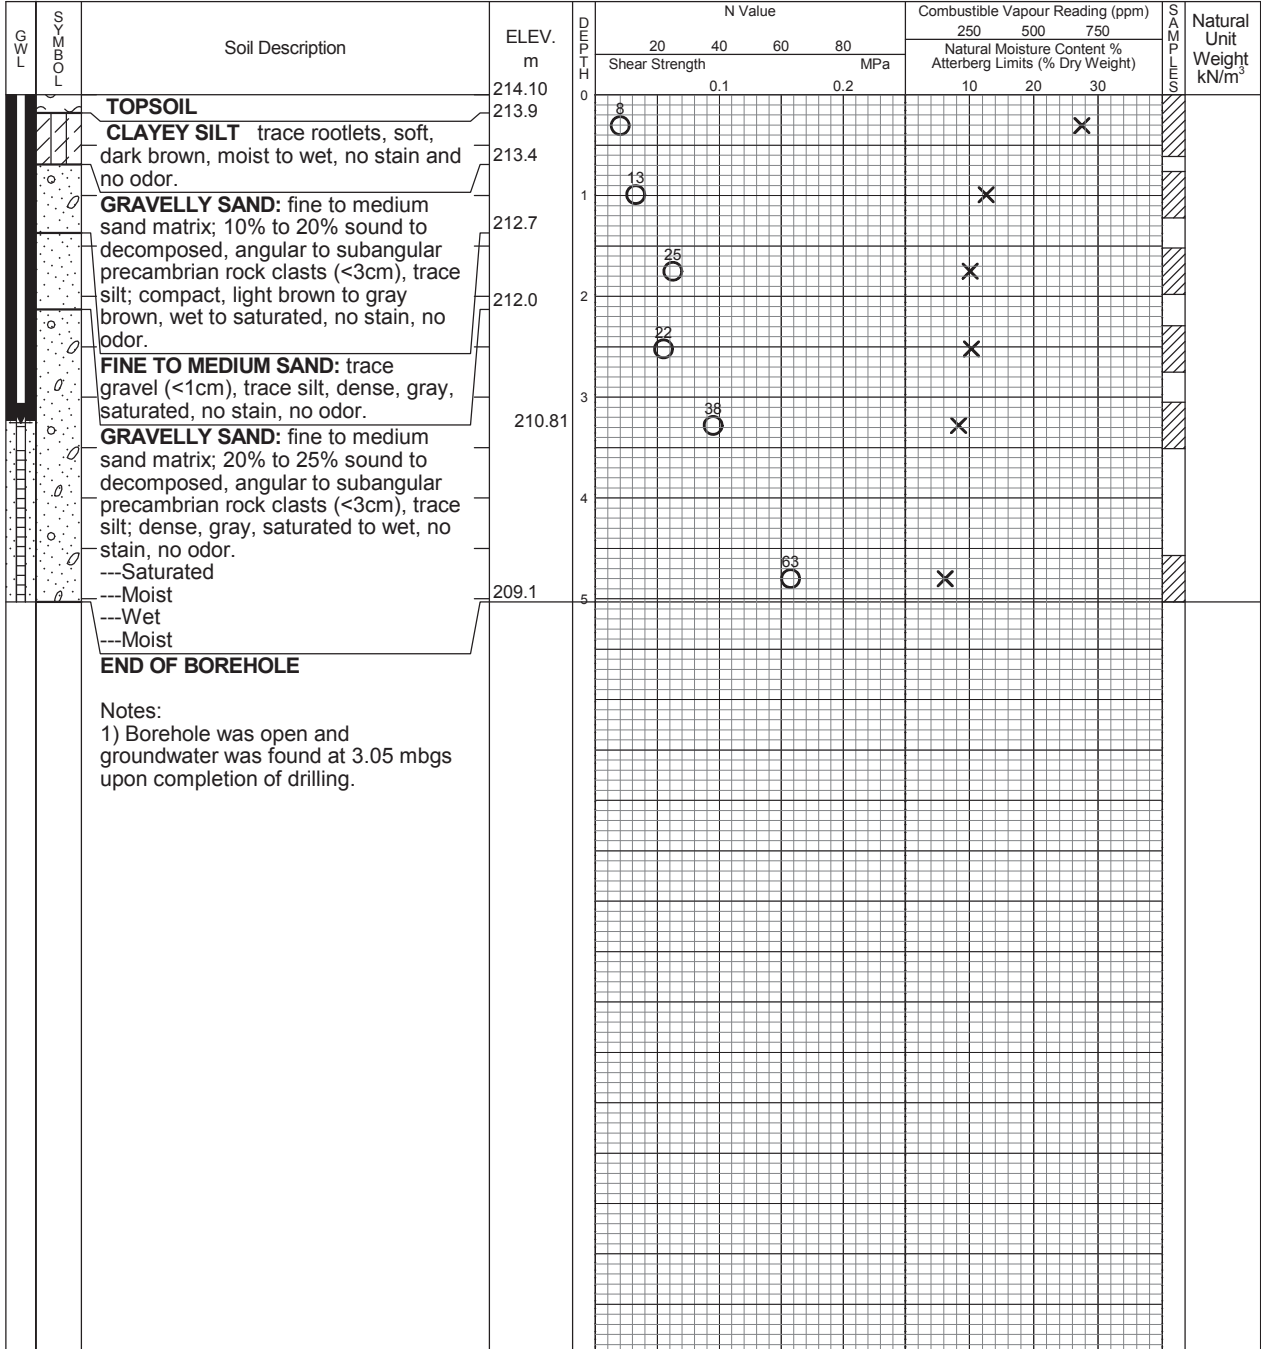 GWL
SYMBOL
Soil Description
ELEV.
m
DEPTH
N Value
20 40 60 80
Shear Strength MPa
0.1 0.2
Combustible Vapour Reading (ppm)
250 500 750
Natural Moisture Content %
Atterberg Limits (% Dry Weight)
10 20 30
SAMPLES
Natural
Unit
Weight
kN/m³
214.10
0
TOPSOIL
213.9
8
CLAYEY SILT trace rootlets, soft,
dark brown, moist to wet, no stain and
no odor.
213.4
13
1
GRAVELLY SAND: fine to medium
sand matrix; 10% to 20% sound to
decomposed, angular to subangular
precambrian rock clasts (<3cm), trace
silt; compact, light brown to gray
brown, wet to saturated, no stain, no
odor.
212.7
25
2
212.0
22
FINE TO MEDIUM SAND: trace
gravel (<1cm), trace silt, dense, gray,
saturated, no stain, no odor.
3
38
210.81
GRAVELLY SAND: fine to medium
sand matrix; 20% to 25% sound to
decomposed, angular to subangular
precambrian rock clasts (<3cm), trace
silt; dense, gray, saturated to wet, no
stain, no odor.
4
63
---Saturated
---Moist
---Wet
---Moist
209.1
5
END OF BOREHOLE
Notes:
1) Borehole was open and
groundwater was found at 3.05 mbgs
upon completion of drilling.